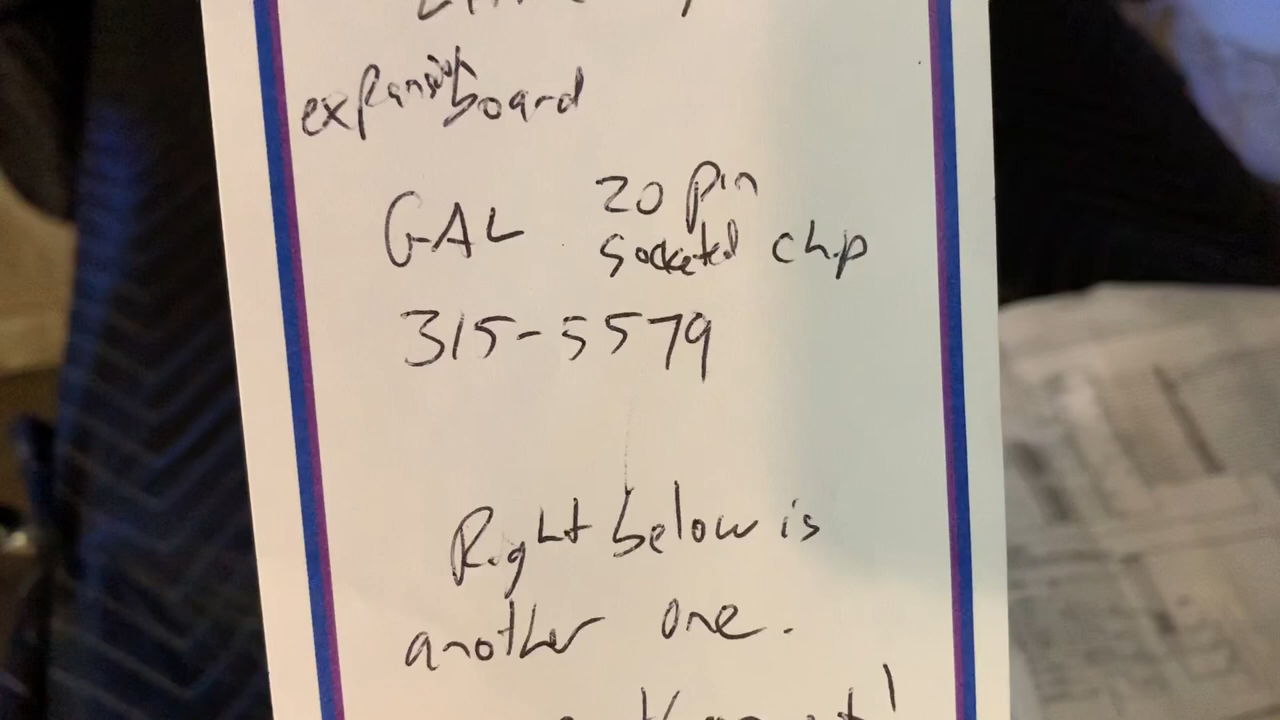 expansion board
GAL 20 pin
socketed chip
315-5579
Right below is
another one.